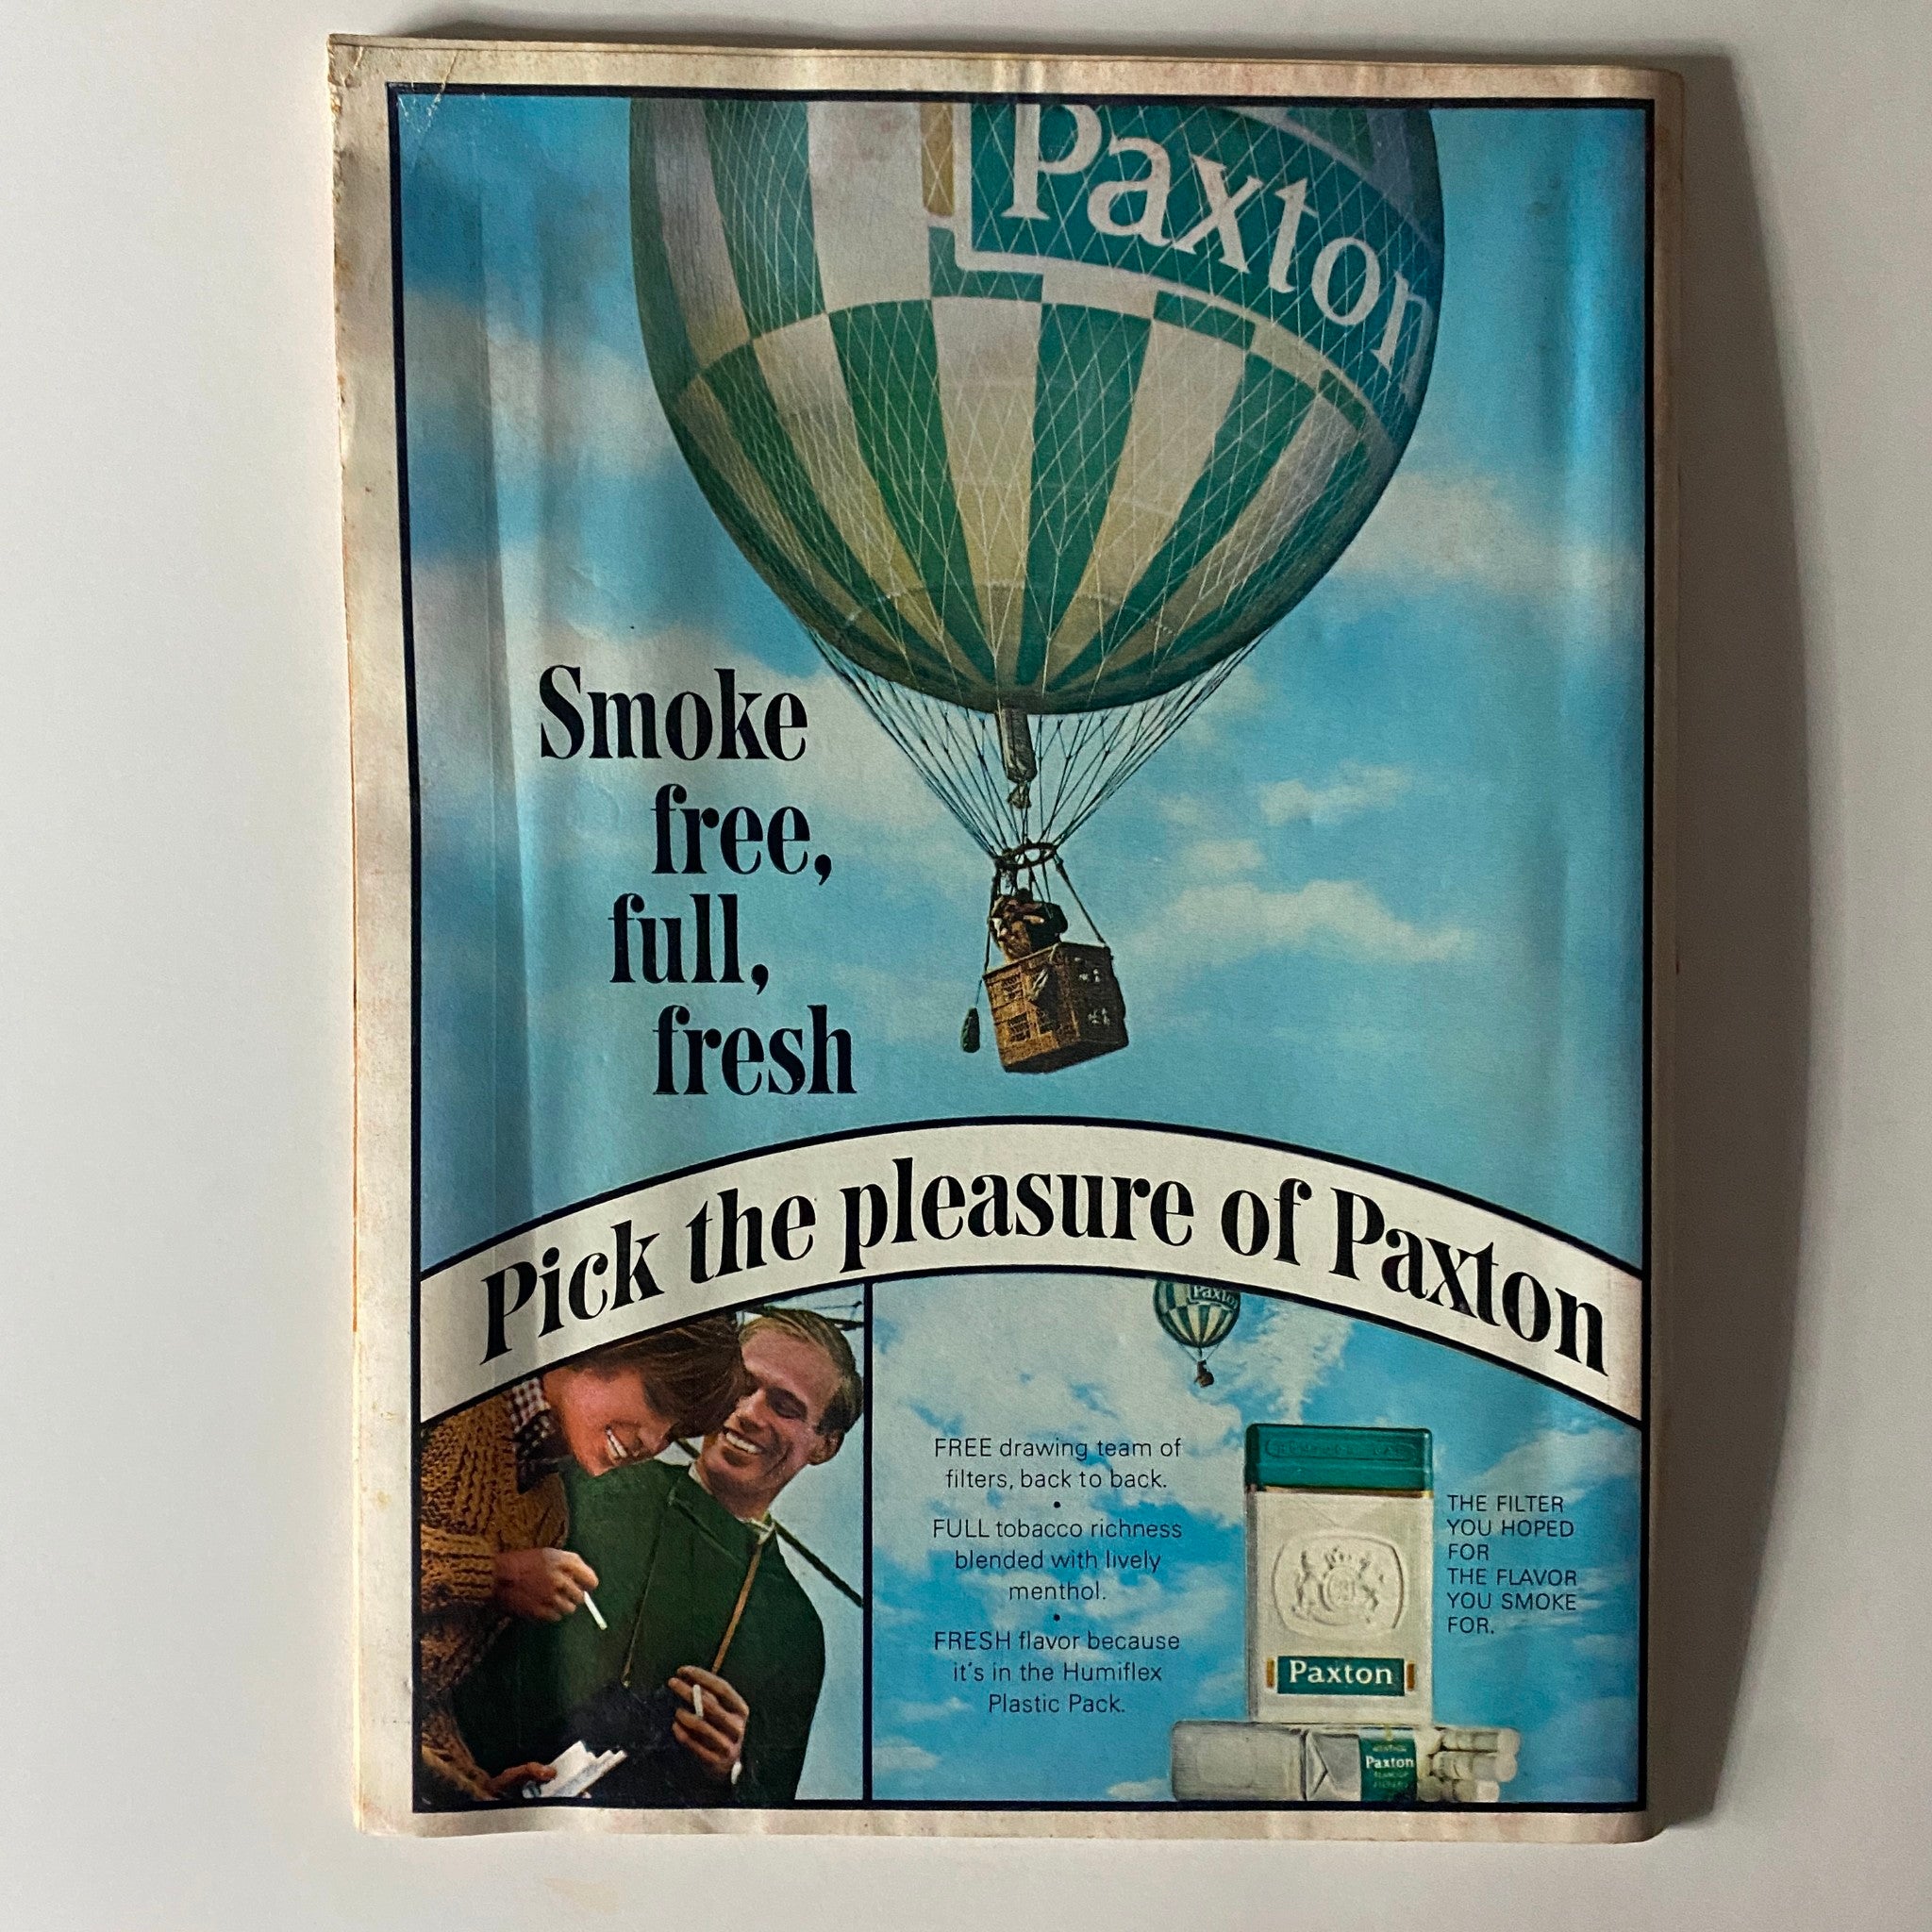 Paxton
Smoke
free,
full,
fresh
Pick the pleasure of Paxton
Paxton
FREE drawing team of
filters, back to back.
•
FULL tobacco richness
blended with lively
menthol.
•
FRESH flavor because
it's in the Humiflex
Plastic Pack.
THE FILTER
YOU HOPED
FOR
THE FLAVOR
YOU SMOKE
FOR.
Paxton
MENTHOL
Paxton